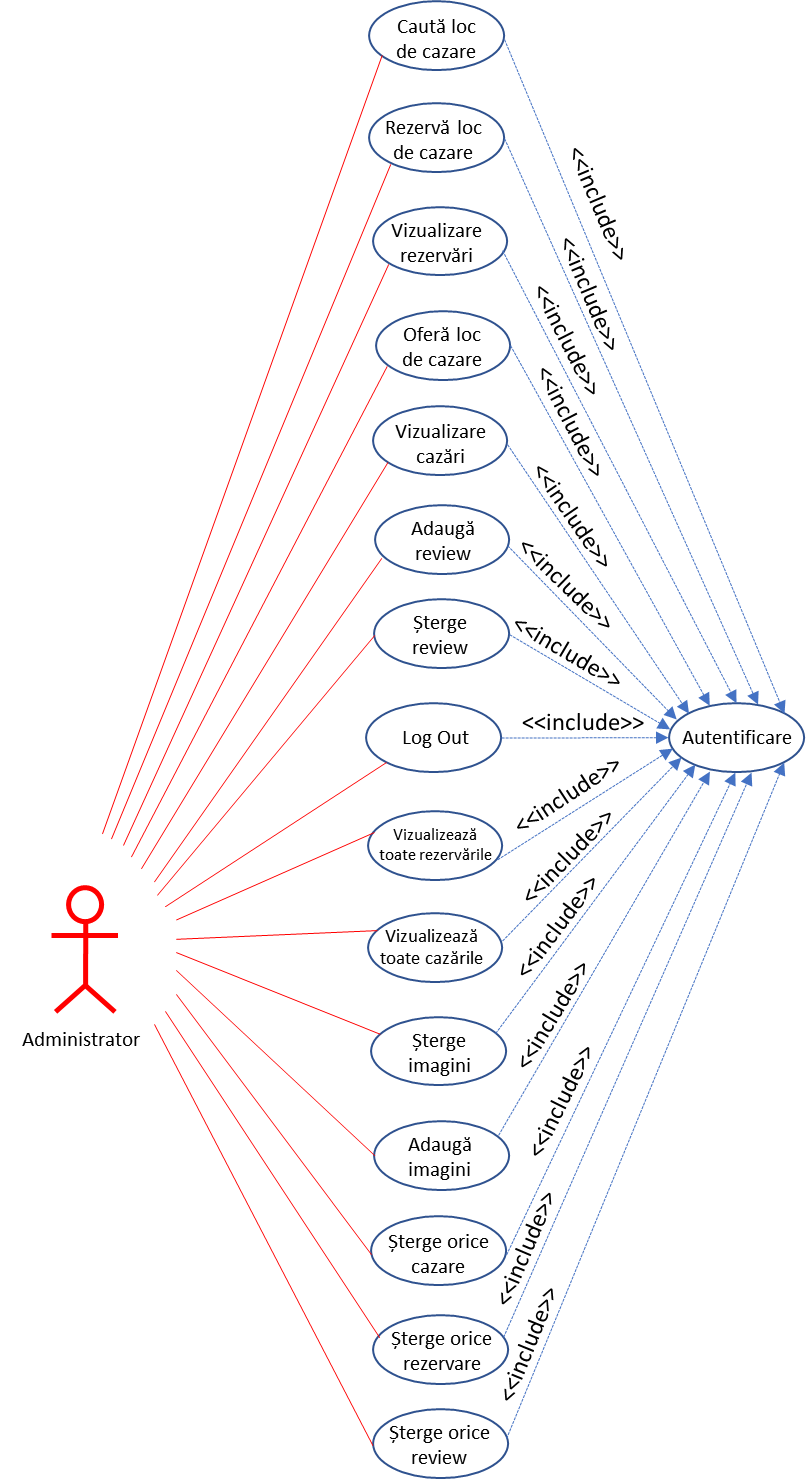 Caută loc
de cazare
<<include>>
Rezervă loc
de cazare
<<include>>
Vizualizare
rezervări
<<include>>
Oferă loc
de cazare
<<include>>
Vizualizare
cazări
<<include>>
Adaugă
review
<<include>>
Șterge
review
<<include>>
Log Out
<<include>>
Autentificare
Vizualizează
toate rezervările
<<include>>
Vizualizează
toate cazările
<<include>>
Administrator
Șterge
imagini
<<include>>
Adaugă
imagini
<<include>>
Șterge orice
cazare
<<include>>
Șterge orice
rezervare
<<include>>
Șterge orice
review
<<include>>